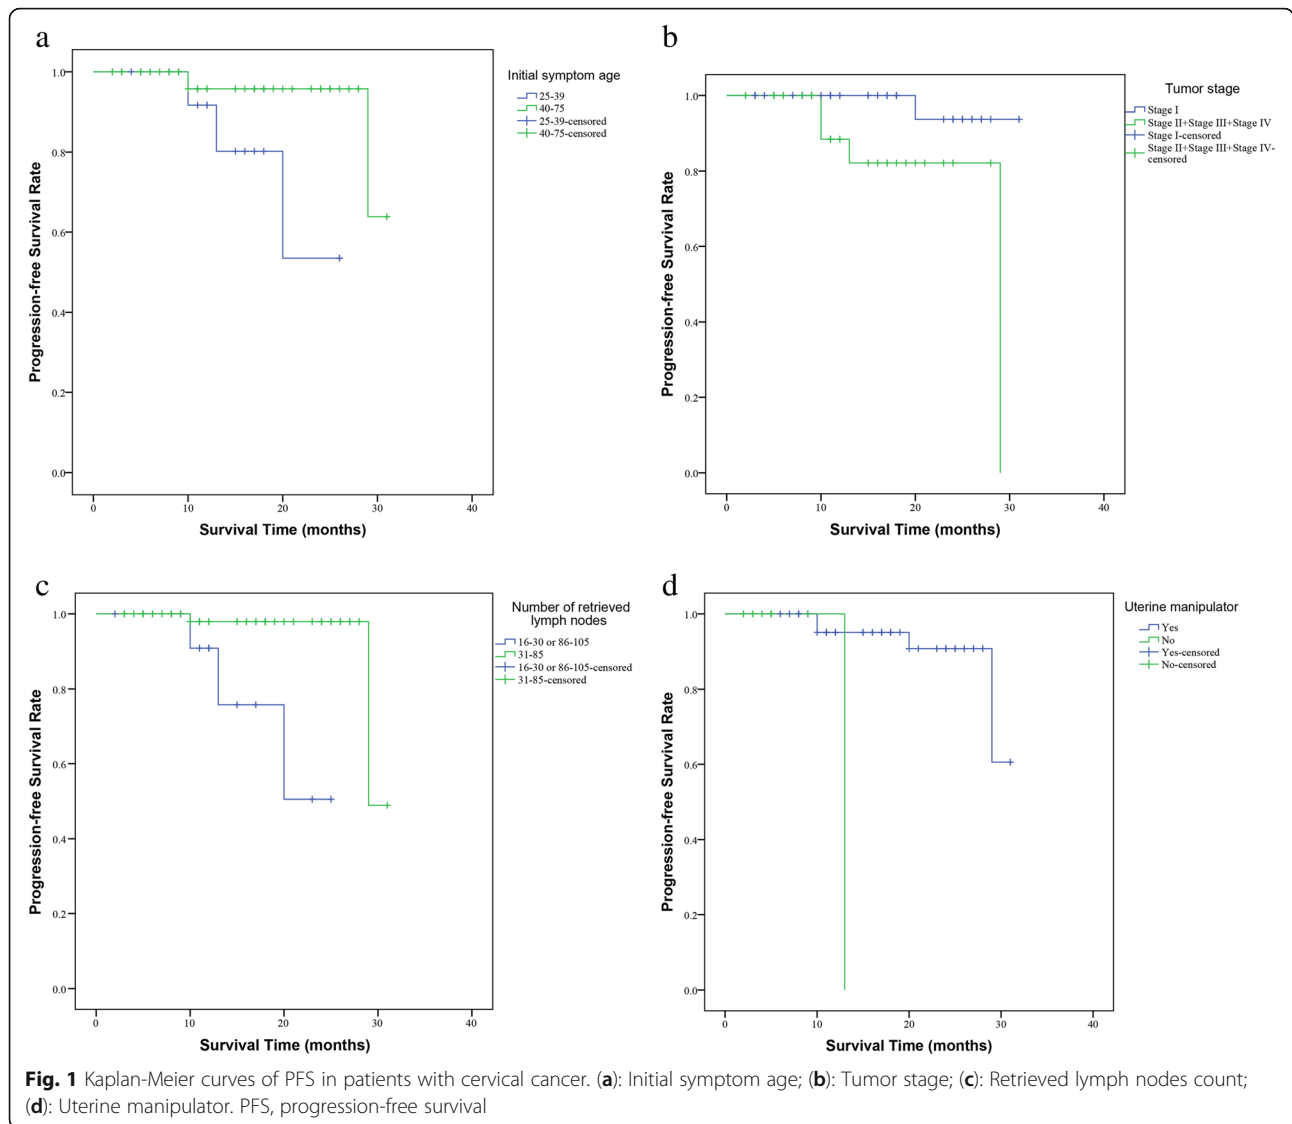 a
1.0
0.8
0.6
0.4
0.2
0.0
Progression-free Survival Rate
0 10 20 30 40
Survival Time (months)
Initial symptom age
25-39
40-75
25-39-censored
40-75-censored
b
1.0
0.8
0.6
0.4
0.2
0.0
Progression-free Survival Rate
0 10 20 30 40
Survival Time (months)
Tumor stage
Stage I
Stage II+Stage III+Stage IV
Stage I-censored
Stage II+Stage III+Stage IV-
censored
c
1.0
0.8
0.6
0.4
0.2
0.0
Progression-free Survival Rate
0 10 20 30 40
Survival Time (months)
Number of retrieved
lymph nodes
16-30 or 86-105
31-85
16-30 or 86-105-censored
31-85-censored
d
1.0
0.8
0.6
0.4
0.2
0.0
Progression-free Survival Rate
0 10 20 30 40
Survival Time (months)
Uterine manipulator
Yes
No
Yes-censored
No-censored
Fig. 1 Kaplan-Meier curves of PFS in patients with cervical cancer. (a): Initial symptom age; (b): Tumor stage; (c): Retrieved lymph nodes count;
(d): Uterine manipulator. PFS, progression-free survival